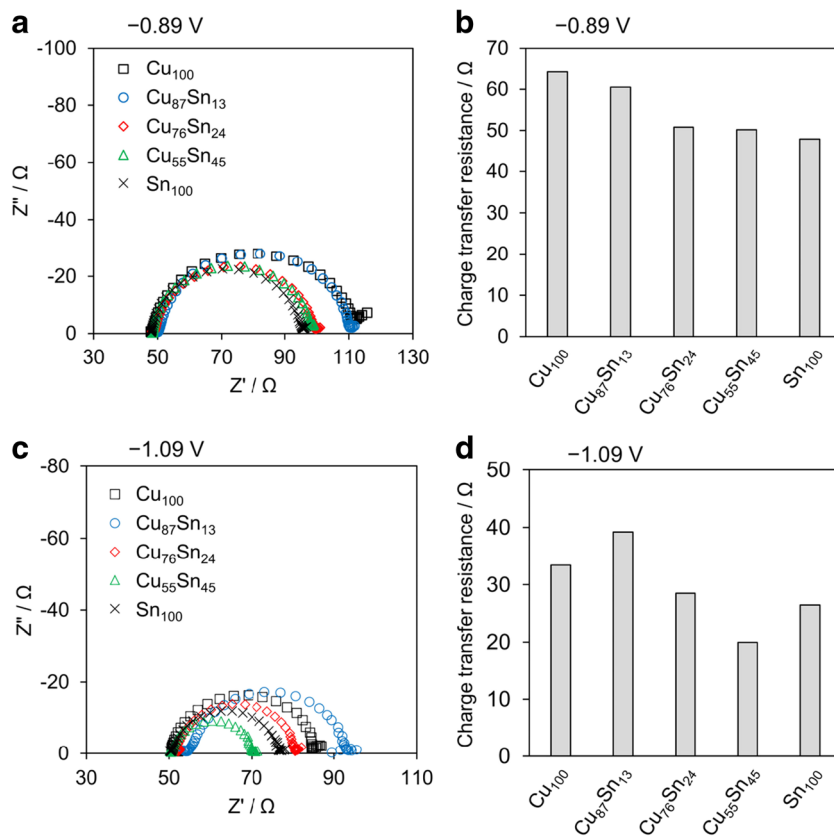 a
−0.89 V
-100
-80
-60
-40
-20
0
Z" / Ω
30
50
70
90
110
130
Z' / Ω
Cu₁₀₀
Cu₈₇Sn₁₃
Cu₇₆Sn₂₄
Cu₅₅Sn₄₅
Sn₁₀₀
b
−0.89 V
Charge transfer resistance / Ω
80
70
60
50
40
30
20
10
0
Cu₁₀₀
Cu₈₇Sn₁₃
Cu₇₆Sn₂₄
Cu₅₅Sn₄₅
Sn₁₀₀
c
−1.09 V
-80
-60
-40
-20
0
Z" / Ω
30
50
70
90
110
Z' / Ω
Cu₁₀₀
Cu₈₇Sn₁₃
Cu₇₆Sn₂₄
Cu₅₅Sn₄₅
Sn₁₀₀
d
−1.09 V
Charge transfer resistance / Ω
50
40
30
20
10
0
Cu₁₀₀
Cu₈₇Sn₁₃
Cu₇₆Sn₂₄
Cu₅₅Sn₄₅
Sn₁₀₀